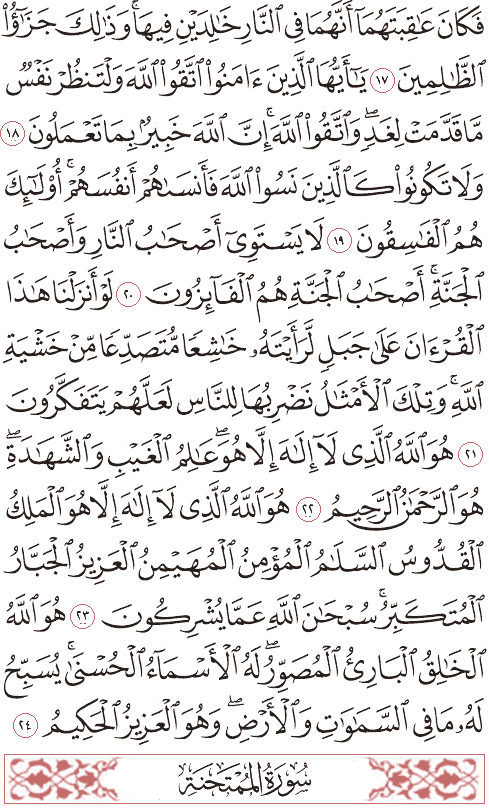 فَكَانَ عَـٰقِبَتَهُمَآ أَنَّهُمَا فِى ٱلنَّارِ خَـٰلِدَيْنِ فِيهَا ۚ وَذَٰلِكَ جَزَٰٓؤُا۟
ٱلظَّـٰلِمِينَ ١٧ يَـٰٓأَيُّهَا ٱلَّذِينَ ءَامَنُوا۟ ٱتَّقُوا۟ ٱللَّهَ وَلْتَنظُرْ نَفْسٌ
مَّا قَدَّمَتْ لِغَدٍ ۖ وَٱتَّقُوا۟ ٱللَّهَ ۚ إِنَّ ٱللَّهَ خَبِيرٌۢ بِمَا تَعْمَلُونَ ١٨
وَلَا تَكُونُوا۟ كَٱلَّذِينَ نَسُوا۟ ٱللَّهَ فَأَنسَىٰهُمْ أَنفُسَهُمْ ۚ أُو۟لَـٰٓئِكَ
هُمُ ٱلْفَـٰسِقُونَ ١٩ لَا يَسْتَوِىٓ أَصْحَـٰبُ ٱلنَّارِ وَأَصْحَـٰبُ
ٱلْجَنَّةِ ۚ أَصْحَـٰبُ ٱلْجَنَّةِ هُمُ ٱلْفَآئِزُونَ ٢٠ لَوْ أَنزَلْنَا هَـٰذَا
ٱلْقُرْءَانَ عَلَىٰ جَبَلٍ لَّرَأَيْتَهُۥ خَـٰشِعًا مُّتَصَدِّعًا مِّنْ خَشْيَةِ
ٱللَّهِ ۚ وَتِلْكَ ٱلْأَمْثَـٰلُ نَضْرِبُهَا لِلنَّاسِ لَعَلَّهُمْ يَتَفَكَّرُونَ
٢١ هُوَ ٱللَّهُ ٱلَّذِى لَآ إِلَـٰهَ إِلَّا هُوَ ۖ عَـٰلِمُ ٱلْغَيْبِ وَٱلشَّهَـٰدَةِ ۖ
هُوَ ٱلرَّحْمَـٰنُ ٱلرَّحِيمُ ٢٢ هُوَ ٱللَّهُ ٱلَّذِى لَآ إِلَـٰهَ إِلَّا هُوَ ٱلْمَلِكُ
ٱلْقُدُّوسُ ٱلسَّلَـٰمُ ٱلْمُؤْمِنُ ٱلْمُهَيْمِنُ ٱلْعَزِيزُ ٱلْجَبَّارُ
ٱلْمُتَكَبِّرُ ۚ سُبْحَـٰنَ ٱللَّهِ عَمَّا يُشْرِكُونَ ٢٣ هُوَ ٱللَّهُ
ٱلْخَـٰلِقُ ٱلْبَارِئُ ٱلْمُصَوِّرُ ۖ لَهُ ٱلْأَسْمَآءُ ٱلْحُسْنَىٰ ۚ يُسَبِّحُ
لَهُۥ مَا فِى ٱلسَّمَـٰوَٰتِ وَٱلْأَرْضِ ۖ وَهُوَ ٱلْعَزِيزُ ٱلْحَكِيمُ ٢٤
سُورَةُ ٱلْمُمْتَحَنَةِ